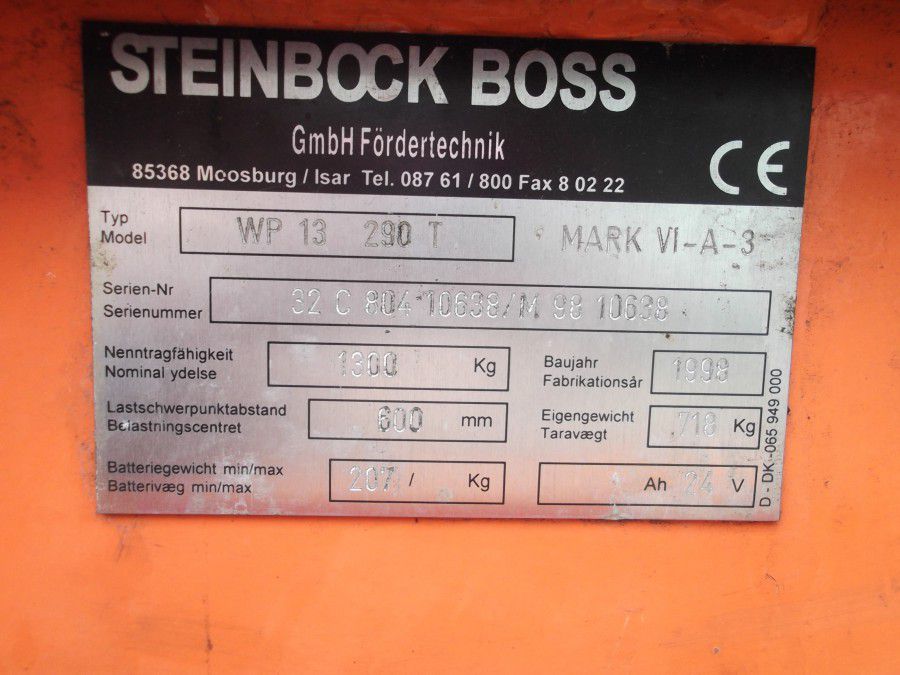 STEINBOCK BOSS
GmbH Fördertechnik
85368 Moosburg / Isar Tel. 087 61 / 800 Fax 8 02 22
CE
Typ
Model
WP 13 290 T
MARK VI-A-3
Serien-Nr
Serienummer
32 C 804 10638/M 98 10638
Nenntragfähigkeit
Nominal ydelse
1300 Kg
Baujahr
Fabrikationsår
1998
Lastschwerpunktabstand
Belastningscentret
600 mm
Eigengewicht
Taravægt
718 Kg
Batteriegewicht min/max
Batterivæg min/max
207 / Kg
Ah 24 V
D - DK -065 949 000